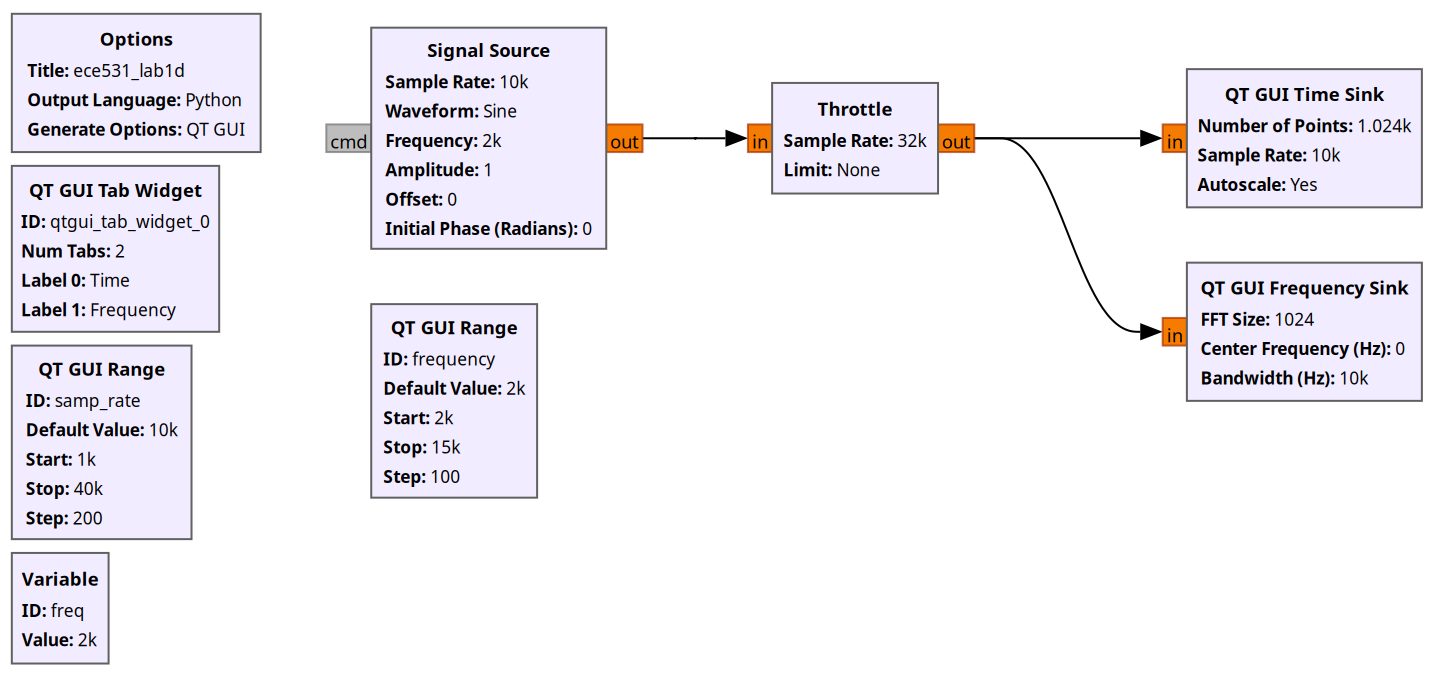 Options
Title: ece531_lab1d
Output Language: Python
Generate Options: QT GUI
QT GUI Tab Widget
ID: qtgui_tab_widget_0
Num Tabs: 2
Label 0: Time
Label 1: Frequency
QT GUI Range
ID: samp_rate
Default Value: 10k
Start: 1k
Stop: 40k
Step: 200
Variable
ID: freq
Value: 2k
cmd
Signal Source
Sample Rate: 10k
Waveform: Sine
Frequency: 2k
Amplitude: 1
Offset: 0
Initial Phase (Radians): 0
out
QT GUI Range
ID: frequency
Default Value: 2k
Start: 2k
Stop: 15k
Step: 100
in
Throttle
Sample Rate: 32k
Limit: None
out
in
QT GUI Time Sink
Number of Points: 1.024k
Sample Rate: 10k
Autoscale: Yes
in
QT GUI Frequency Sink
FFT Size: 1024
Center Frequency (Hz): 0
Bandwidth (Hz): 10k